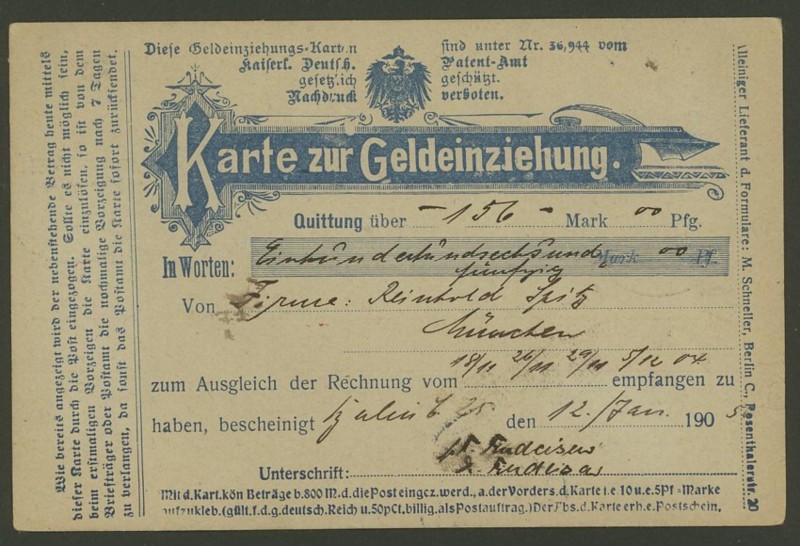 Diese Geldeinziehungs-Karten sind unter Nr. 36,944 vom
Kaiserl. Deutsch. Patent-Amt
gesetzlich geschützt.
Nachdruck verboten.
Karte zur Geldeinziehung.
Quittung über - 156 - Mark 00 Pfg.
In Worten: Einhundertundsechsund Mark 00 Pf.
fünfzig
Von Firma: Reinhold Spitz
München
18/11 26/11 29/11 5/12 04
zum Ausgleich der Rechnung vom empfangen zu
haben, bescheinigt den 12. Jan. 1905
Unterschrift:
Mit d. Kart. kön Beträge b. 800 M. d. die Post eingez. werd., a. der Vorders. d. Karte i. e 10 u. e. 5 Pf = Marke
aufzukleb. (gült. f. d. g. deutsch. Reich u. 50 pCt. billig. als Postauftrag.) Der Abs. d. Karte erh. e. Postschein.
Wie bereits angezeigt wird der nebenstehende Betrag heute mittels
dieser Karte durch die Post eingezogen. Sollte es nicht möglich sein,
beim erstmaligen Vorzeigen die Karte einzulösen, so ist von dem
Briefträger oder Postamt die nochmalige Vorzeigung nach 7 Tagen
zu verlangen, da sonst das Postamt die Karte sofort zurücksendet.
Alleiniger Lieferant d. Formulare: M. Schneller, Berlin C., Rosenthalerstr. 20